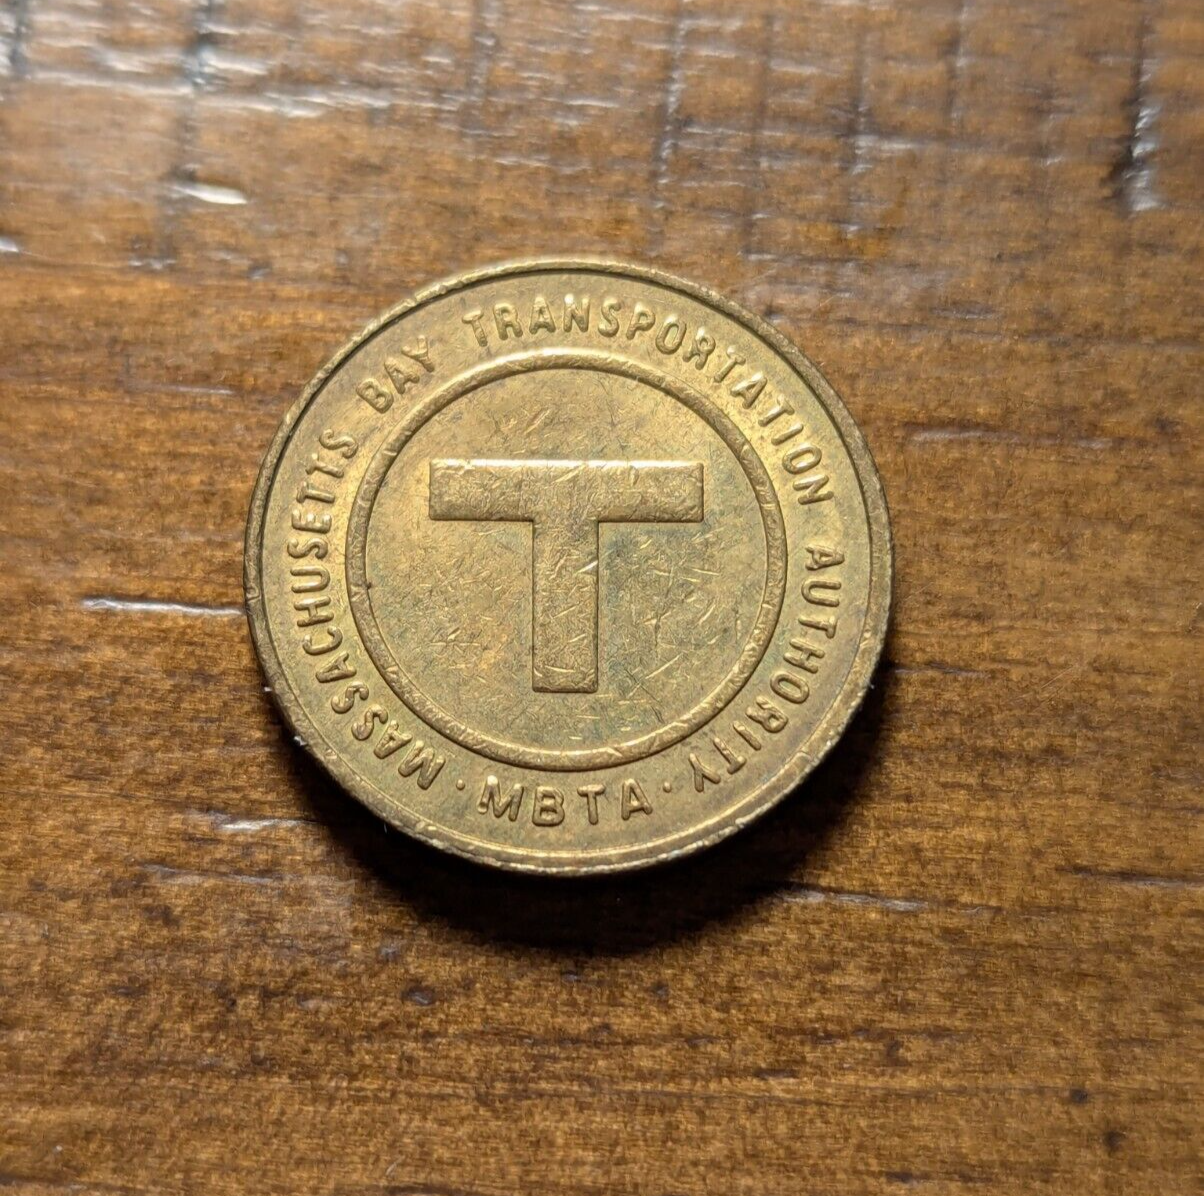 MASSACHUSETTS BAY TRANSPORTATION AUTHORITY
· MBTA ·
T